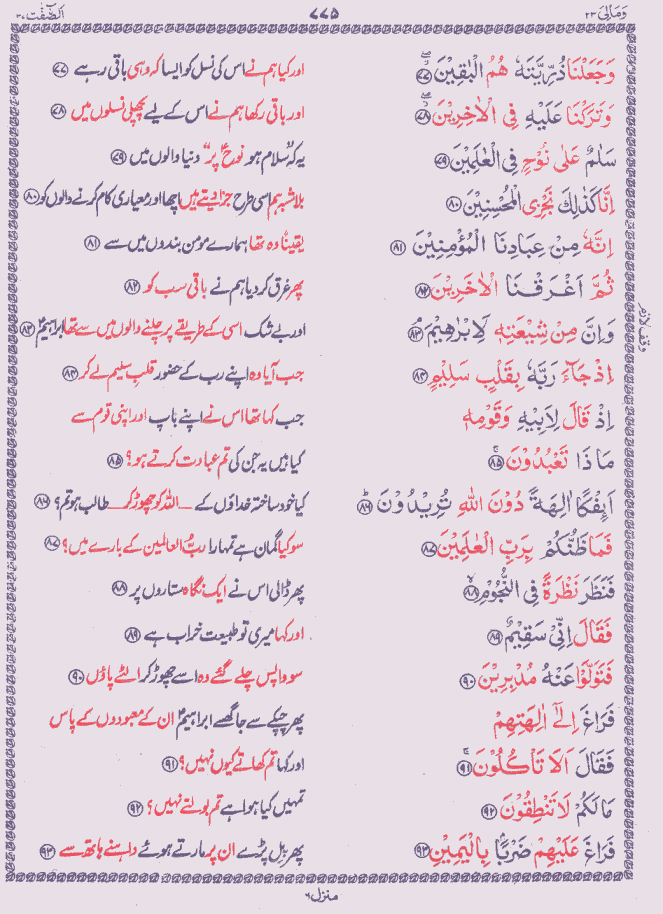 وَمَالِیَ ۲۳ ۷۷۵ الصّٰفّٰت ۳۷
وَجَعَلْنَا ذُرِّيَّتَهٗ هُمُ الْبٰقِيْنَ ۷۷ اور کیا ہم نے اس کی نسل کو ایسا کہ وہی باقی رہے ۷۷
وَتَرَكْنَا عَلَيْهِ فِي الْاٰخِرِيْنَ ۷۸ اور باقی رکھا ہم نے اس کے لیے پچھلی نسلوں میں ۷۸
سَلٰمٌ عَلٰى نُوْحٍ فِي الْعٰلَمِيْنَ ۷۹ یہ کہ سلام ہو نوحؑ پر دنیا والوں میں ۷۹
اِنَّا كَذٰلِكَ نَجْزِي الْمُحْسِنِيْنَ ۸۰ بلاشبہ ہم اسی طرح جزا دیتے ہیں اچھا اور معیاری کام کرنے والوں کو ۸۰
اِنَّهٗ مِنْ عِبَادِنَا الْمُؤْمِنِيْنَ ۸۱ یقیناً وہ تھا ہمارے مومن بندوں میں سے ۸۱
ثُمَّ اَغْرَقْنَا الْاٰخَرِيْنَ ۸۲ پھر غرق کر دیا ہم نے باقی سب کو ۸۲
وَاِنَّ مِنْ شِيْعَتِهٖ لَاِبْرٰهِيْمَ ۸۳ اور بے شک اسی کے طریقے پر چلنے والوں میں سے تھا ابراہیمؑ ۸۳
اِذْ جَآءَ رَبَّهٗ بِقَلْبٍ سَلِيْمٍ ۸۴ جب آیا وہ اپنے رب کے حضور قلبِ سلیم لے کر ۸۴
اِذْ قَالَ لِاَبِيْهِ وَقَوْمِهٖ جب کہا تھا اس نے اپنے باپ اور اپنی قوم سے
مَاذَا تَعْبُدُوْنَ ۸۵ کیا ہیں یہ جن کی تم عبادت کرتے ہو؟ ۸۵
اَئِفْكًا اٰلِهَةً دُوْنَ اللّٰهِ تُرِيْدُوْنَ ۸۶ کیا خود ساختہ خداؤں کے — اللہ کو چھوڑ کر — طالب ہو تم؟ ۸۶
فَمَا ظَنُّكُمْ بِرَبِّ الْعٰلَمِيْنَ ۸۷ سو کیا گمان ہے تمہارا ربُّ العالمین کے بارے میں؟ ۸۷
فَنَظَرَ نَظْرَةً فِي النُّجُوْمِ ۸۸ پھر ڈالی اس نے ایک نگاہ ستاروں پر ۸۸
فَقَالَ اِنِّيْ سَقِيْمٌ ۸۹ اور کہا میری تو طبیعت خراب ہے ۸۹
فَتَوَلَّوْا عَنْهُ مُدْبِرِيْنَ ۹۰ سو واپس چلے گئے وہ اسے چھوڑ کر الٹے پاؤں ۹۰
فَرَاغَ اِلٰٓى اٰلِهَتِهِمْ پھر چپکے سے جا گھسے ابراہیمؑ ان کے معبودوں کے پاس
فَقَالَ اَلَا تَاْكُلُوْنَ ۹۱ اور کہا تم کھاتے کیوں نہیں؟ ۹۱
مَا لَكُمْ لَا تَنْطِقُوْنَ ۹۲ تمہیں کیا ہوا ہے تم بولتے نہیں؟ ۹۲
فَرَاغَ عَلَيْهِمْ ضَرْبًۢا بِالْيَمِيْنِ ۹۳ پھر پل پڑے ان پر مارتے ہوئے داہنے ہاتھ سے ۹۳
منزل ۶